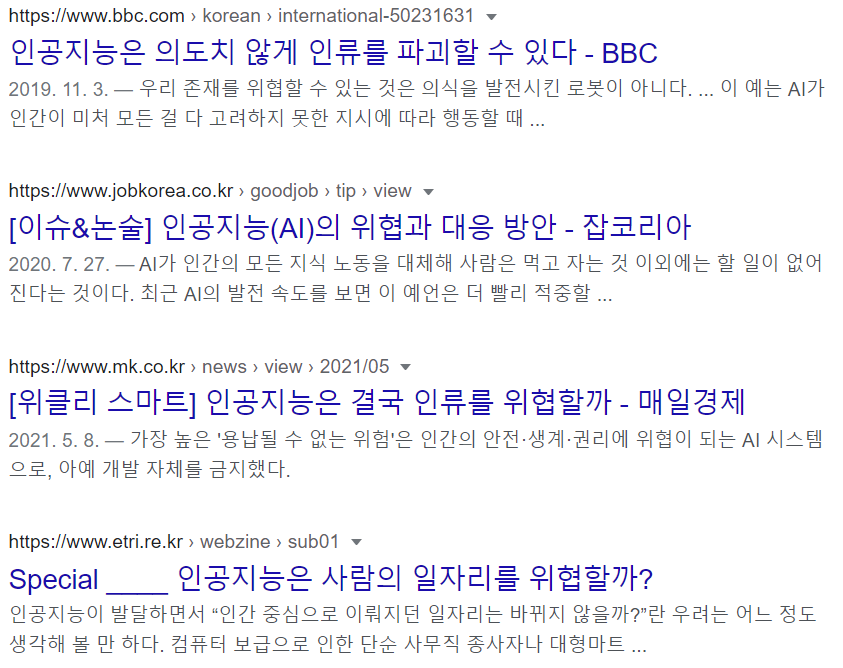 https://www.bbc.com › korean › international-50231631
인공지능은 의도치 않게 인류를 파괴할 수 있다 - BBC
2019. 11. 3. — 우리 존재를 위협할 수 있는 것은 의식을 발전시킨 로봇이 아니다. ... 이 예는 AI가
인간이 미처 모든 걸 다 고려하지 못한 지시에 따라 행동할 때 ...
https://www.jobkorea.co.kr › goodjob › tip › view
[이슈&논술] 인공지능(AI)의 위협과 대응 방안 - 잡코리아
2020. 7. 27. — AI가 인간의 모든 지식 노동을 대체해 사람은 먹고 자는 것 이외에는 할 일이 없어
진다는 것이다. 최근 AI의 발전 속도를 보면 이 예언은 더 빨리 적중할 ...
https://www.mk.co.kr › news › view › 2021/05
[위클리 스마트] 인공지능은 결국 인류를 위협할까 - 매일경제
2021. 5. 8. — 가장 높은 '용납될 수 없는 위험'은 인간의 안전·생계·권리에 위협이 되는 AI 시스템
으로, 아예 개발 자체를 금지했다.
https://www.etri.re.kr › webzine › sub01
Special ____ 인공지능은 사람의 일자리를 위협할까?
인공지능이 발달하면서 “인간 중심으로 이뤄지던 일자리는 바뀌지 않을까?”란 우려는 어느 정도
생각해 볼 만 하다. 컴퓨터 보급으로 인한 단순 사무직 종사자나 대형마트 ...